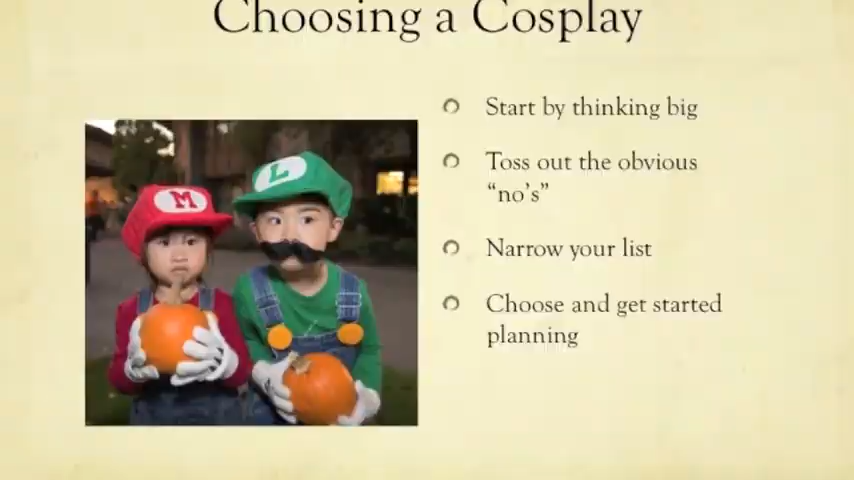 Choosing a Cosplay
Start by thinking big
Toss out the obvious
“no’s”
Narrow your list
Choose and get started
planning
M
L